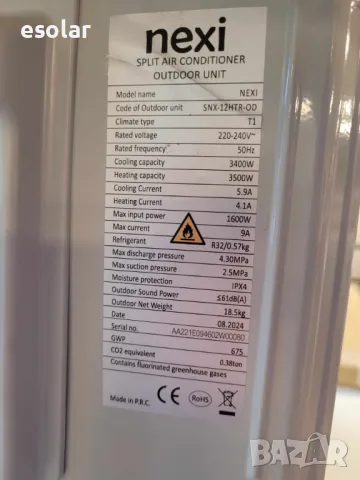 esolar
nexi
SPLIT AIR CONDITIONER
OUTDOOR UNIT
Model name NEXI
Code of Outdoor unit SNX-12HTR-OD
Climate type T1
Rated voltage 220-240V~
Rated frequency 50Hz
Cooling capacity 3400W
Heating capacity 3500W
Cooling Current 5.9A
Heating Current 4.1A
Max input power 1600W
Max current 9A
Refrigerant R32/0.57kg
Max discharge pressure 4.30MPa
Max suction pressure 2.5MPa
Moisture protection IPX4
Outdoor Sound Power ≤61dB(A)
Outdoor Net Weight 18.5kg
Date 08.2024
Serial no. AA221E094602W00080
GWP 675
CO2 equivalent 0.38ton
Contains fluorinated greenhouse gases
Made in P.R.C. CE RoHS
BAZAR
bg
esolar